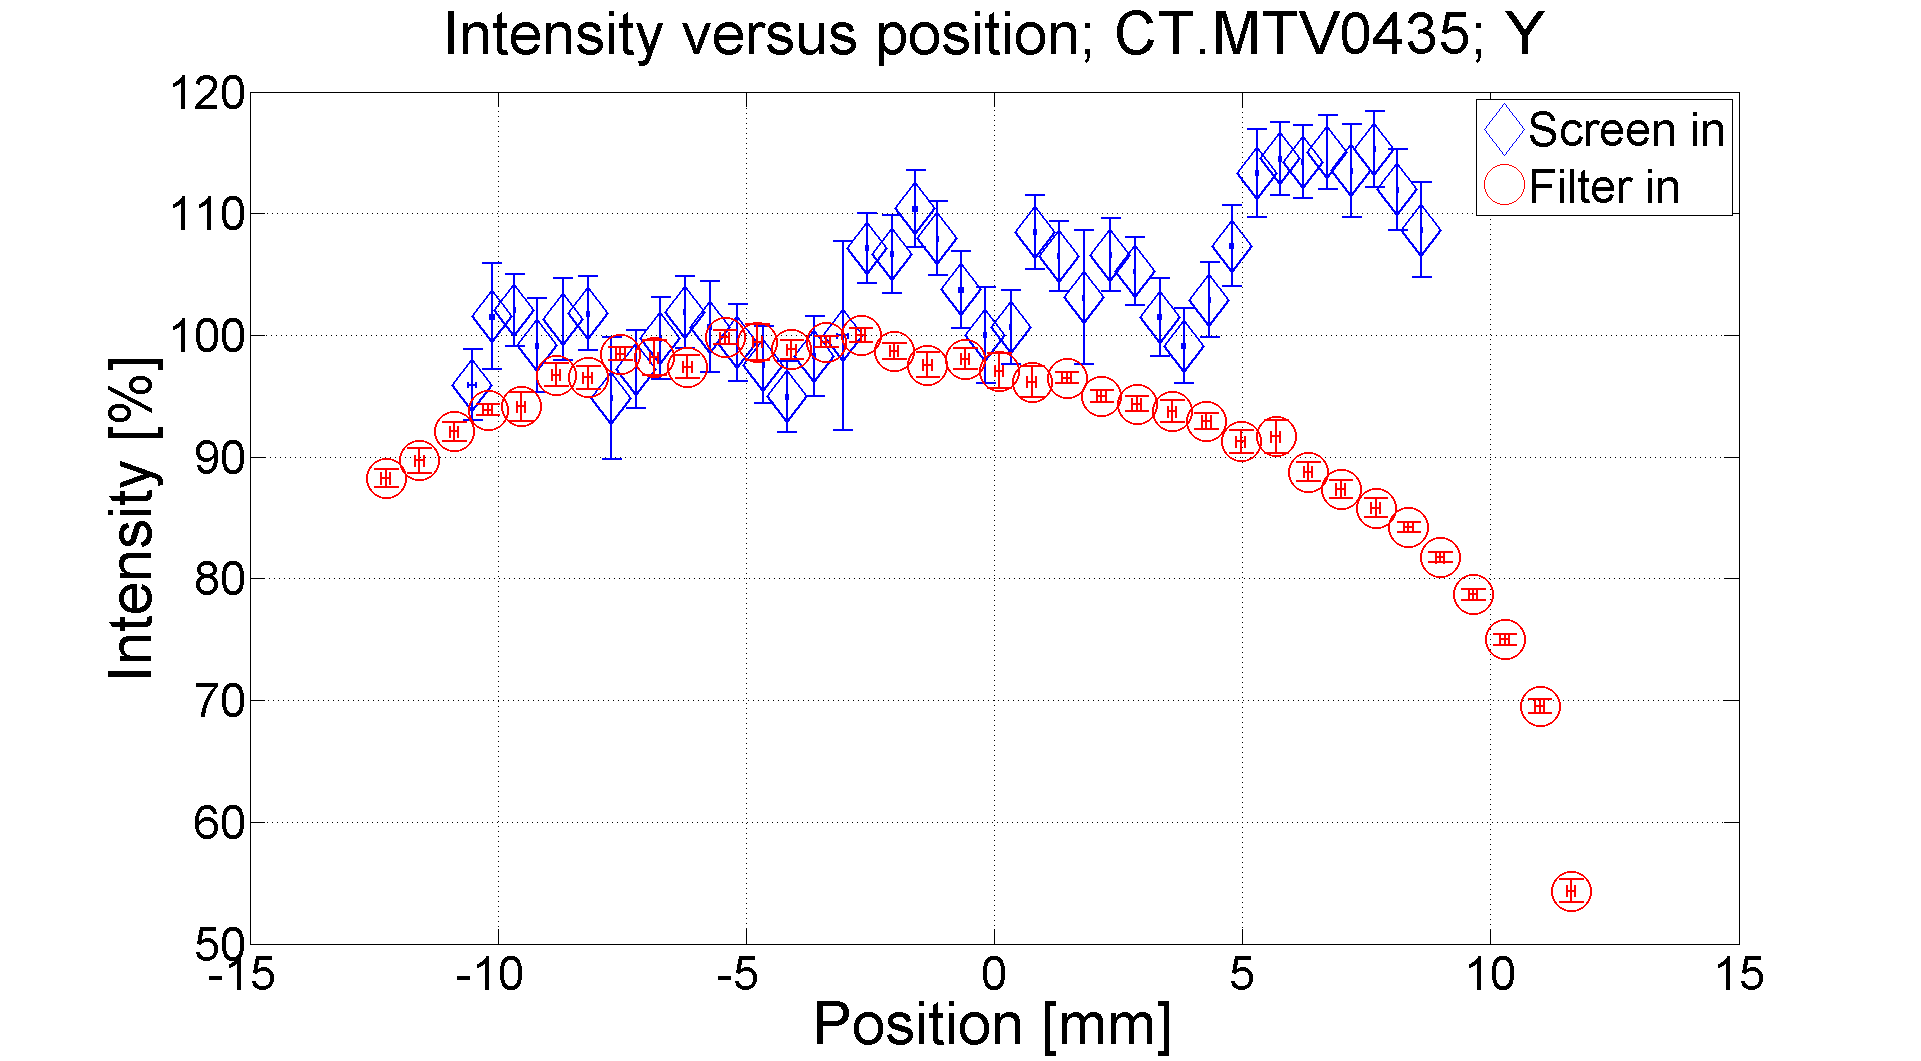 Intensity versus position; CT.MTV0435; Y
120
110
100
90
80
70
60
50
Intensity [%]
Screen in
Filter in
-15 -10 -5 0 5 10 15
Position [mm]